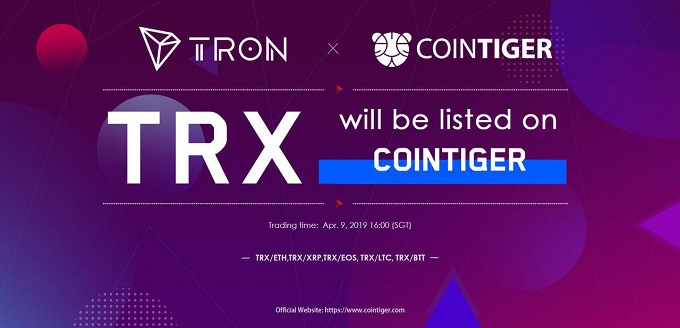 TRON × COINTIGER
TRX will be listed on
COINTIGER
Trading time: Apr. 9, 2019 16:00 (SGT)
— TRX/ETH,TRX/XRP,TRX/EOS, TRX/LTC, TRX/BTT —
Official Website: https://www.cointiger.com